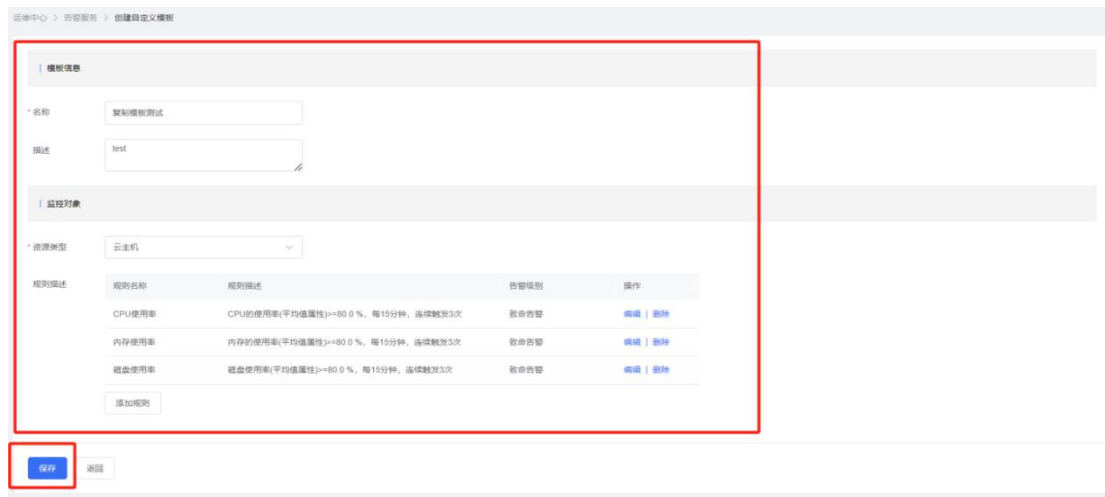 运维中心 > 告警服务 > 创建自定义模板
模板信息
* 名称 复制模板测试
描述 test
监控对象
* 资源类型 云主机
规则描述 规则名称 规则描述 告警级别 操作
CPU使用率 CPU的使用率(平均值属性)>=80.0 %，每15分钟，连续触发3次 致命告警 编辑 | 删除
内存使用率 内存的使用率(平均值属性)>=80.0 %，每15分钟，连续触发3次 致命告警 编辑 | 删除
磁盘使用率 磁盘使用率(平均值属性)>=80.0 %，每15分钟，连续触发3次 致命告警 编辑 | 删除
添加规则
保存 返回